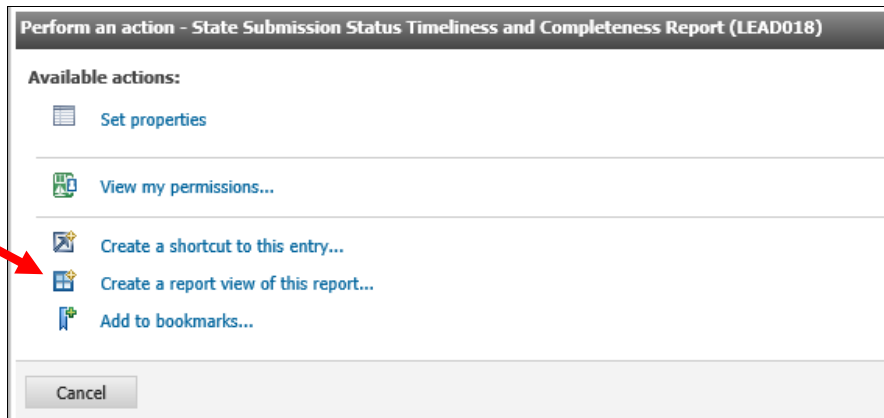 Perform an action - State Submission Status Timeliness and Completeness Report (LEAD018)
Available actions:
Set properties
View my permissions...
Create a shortcut to this entry...
Create a report view of this report...
Add to bookmarks...
Cancel